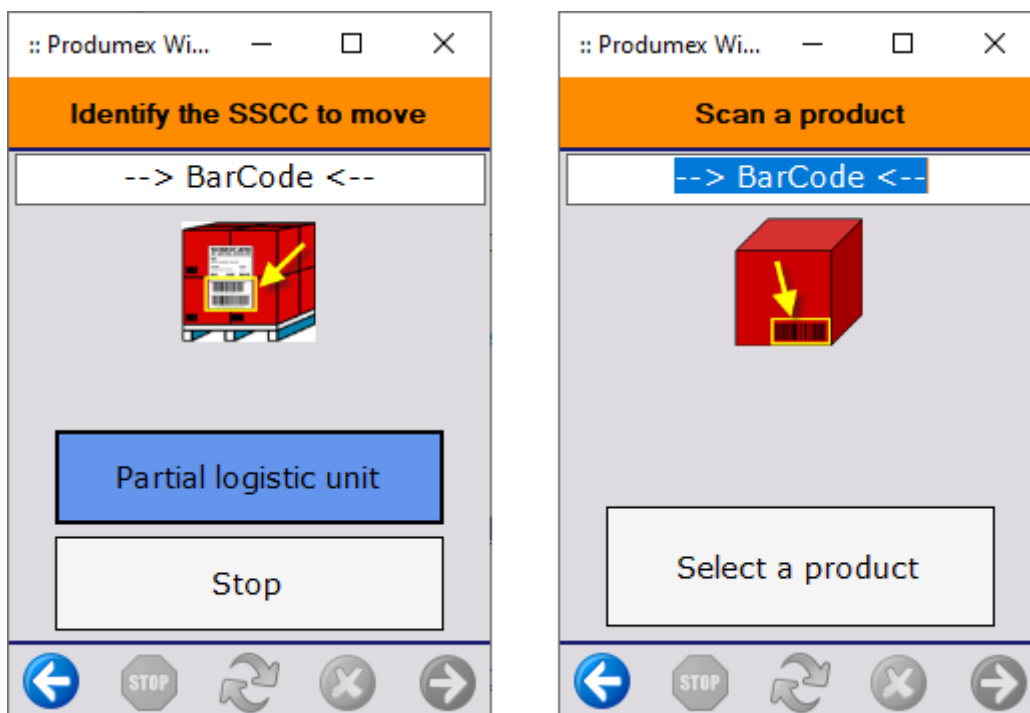 :: Produmex Wi...
Identify the SSCC to move
--> BarCode <--
Partial logistic unit
Stop
STOP
:: Produmex Wi...
Scan a product
--> BarCode <--
Select a product
STOP